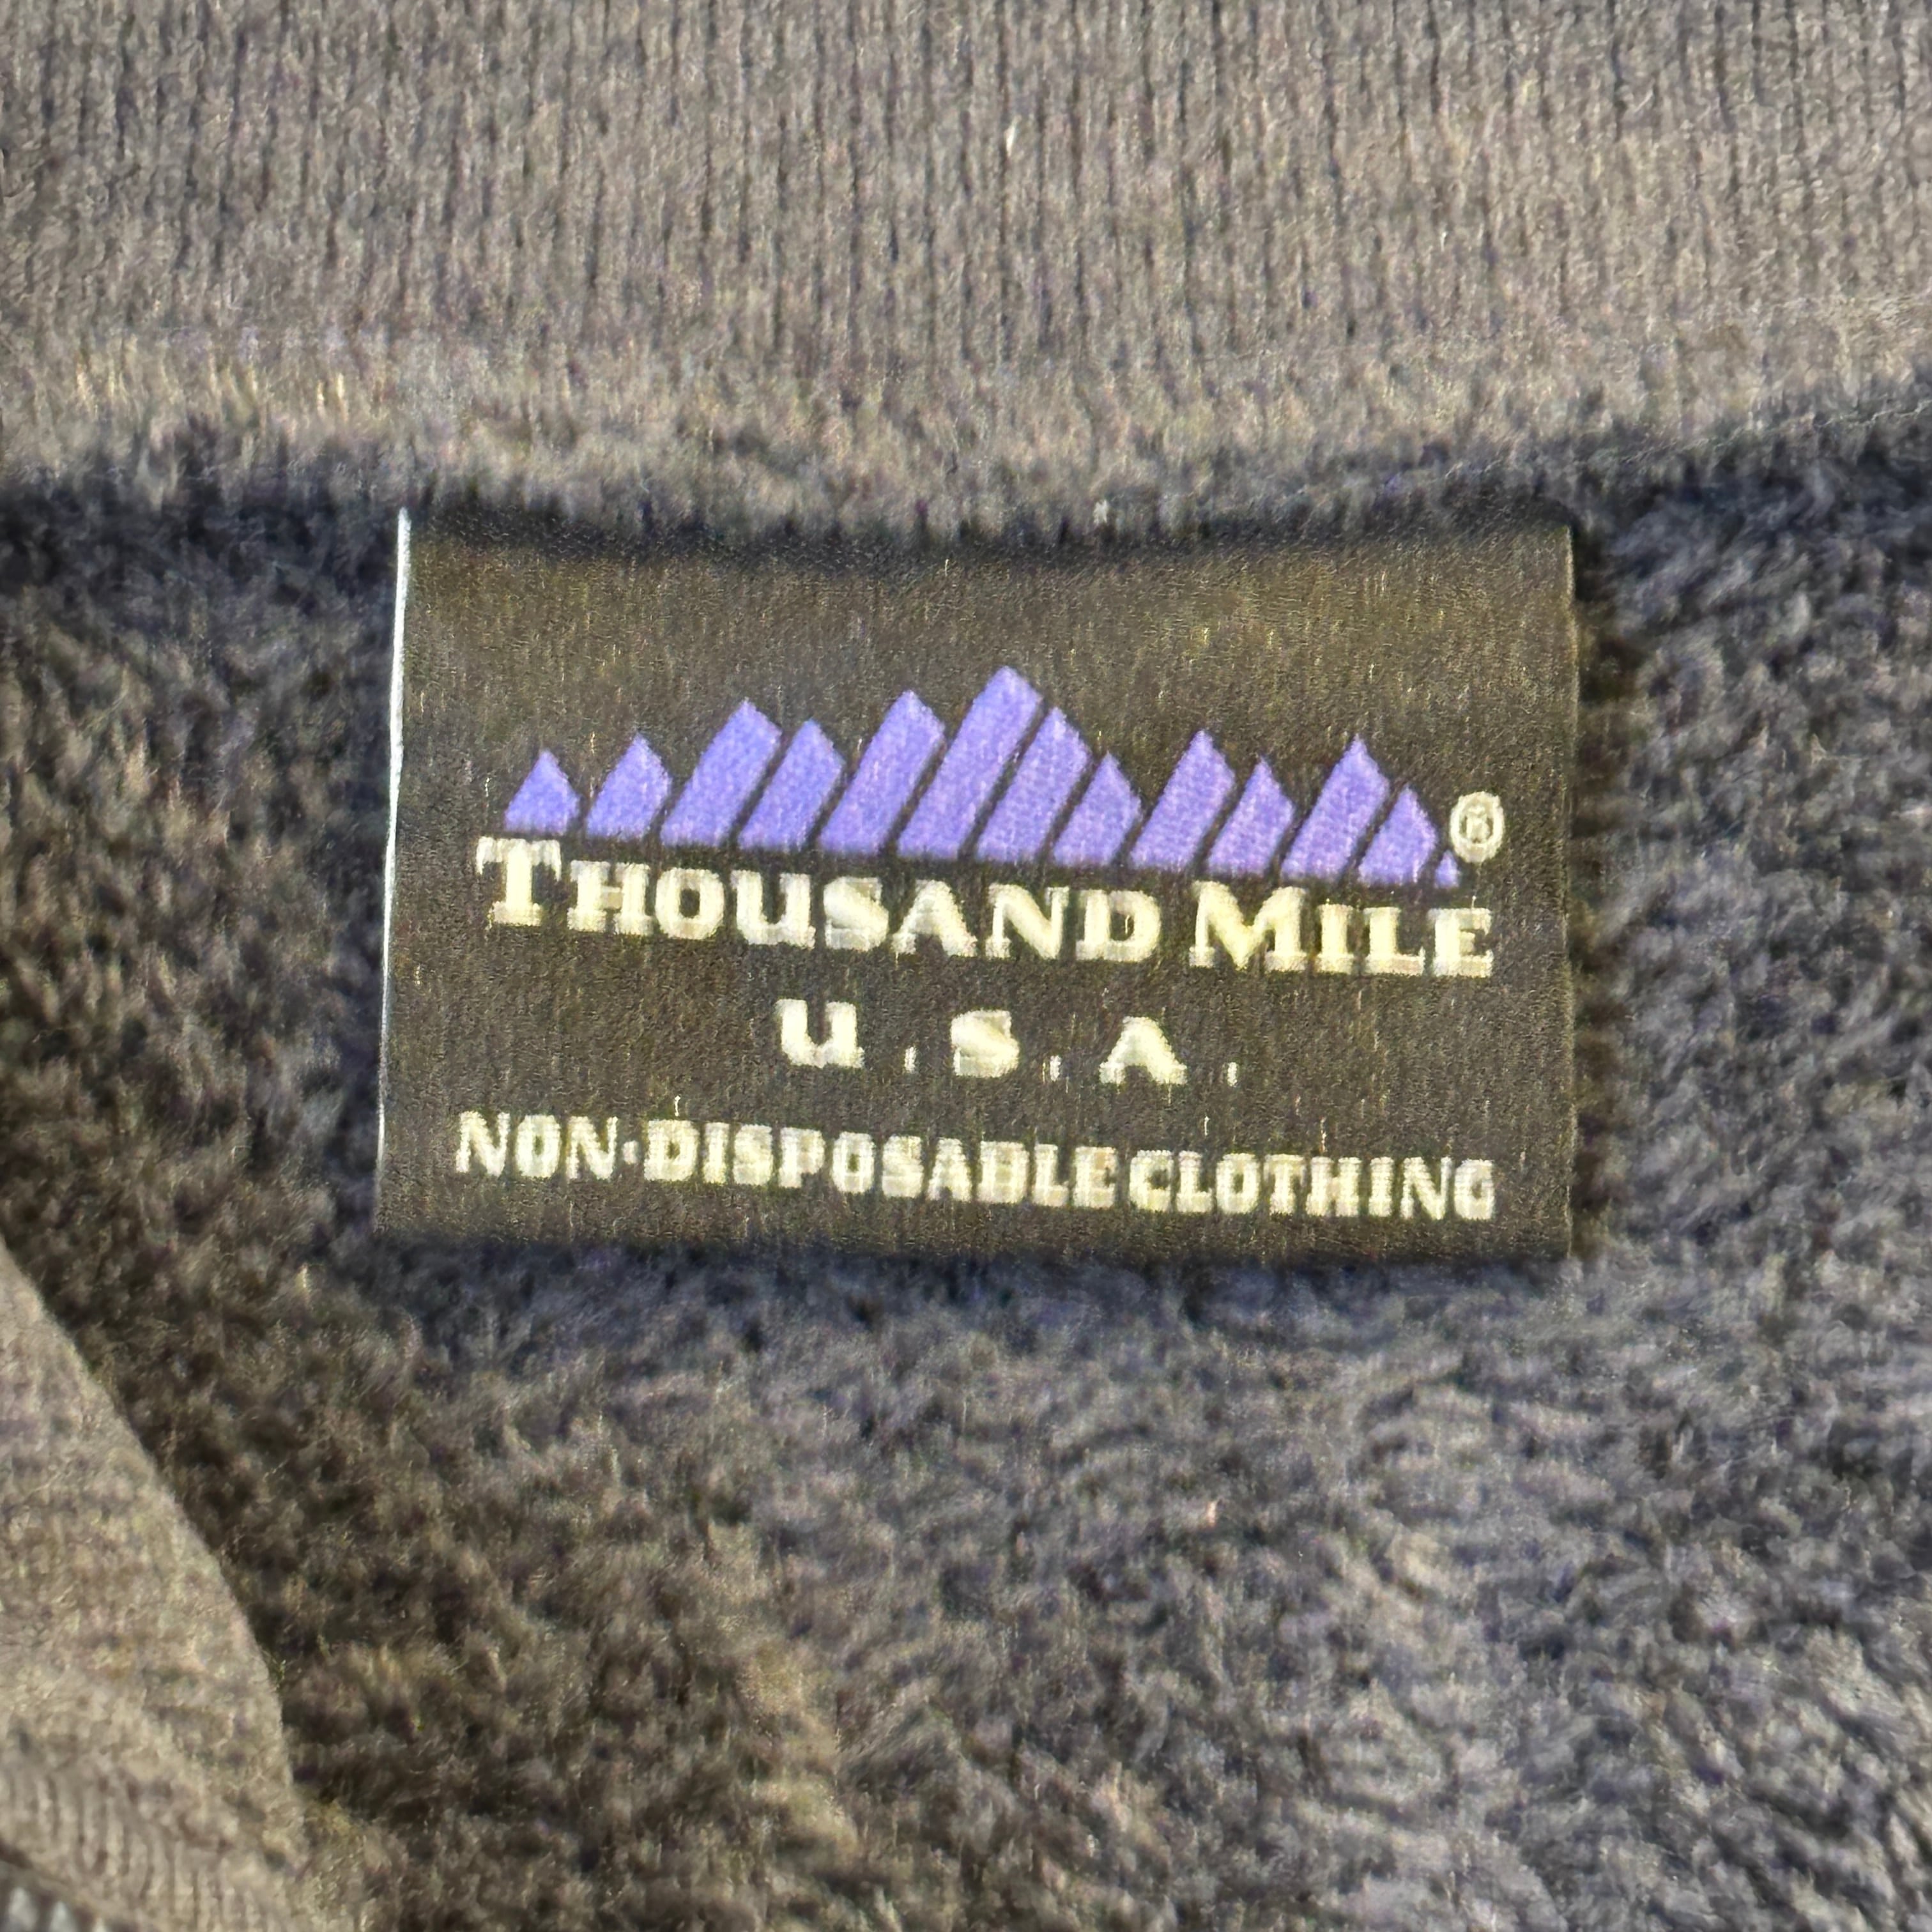 THOUSAND MILE®
U.S.A.
NON-DISPOSABLE CLOTHING